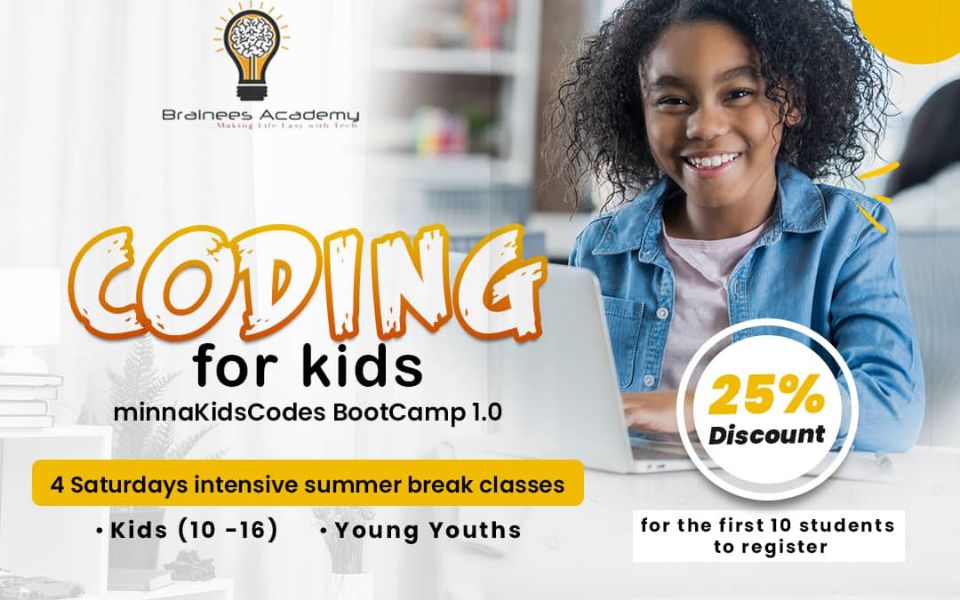 Brainees Academy
...Making Life Easy with Tech
CODING
for kids
minnaKidsCodes BootCamp 1.0
4 Saturdays intensive summer break classes
• Kids (10 -16) • Young Youths
25%
Discount
for the first 10 students
to register